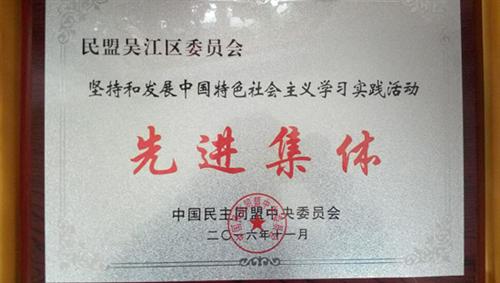 民盟吴江区委员会
坚持和发展中国特色社会主义学习实践活动
先进集体
中国民主同盟中央委员会
二〇一六年十一月